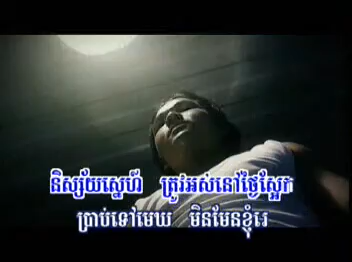 និស្ស័យស្នេហ៍ ត្រូវអស់នៅថ្ងៃស្អែក
ប្រាប់ទៅមេឃ មិនមែនខ្ញុំទេ